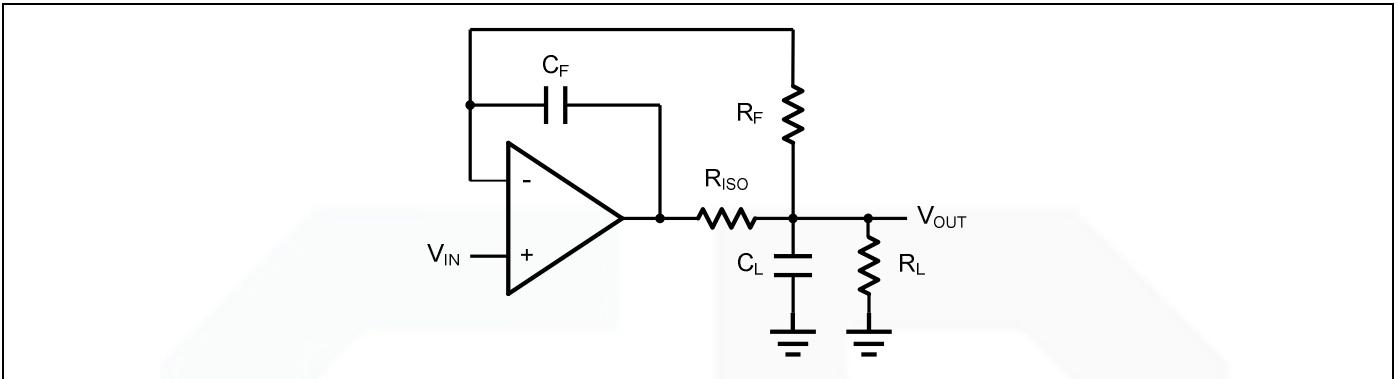 C_F
R_F
-
R_ISO
V_OUT
V_IN
+
C_L
R_L